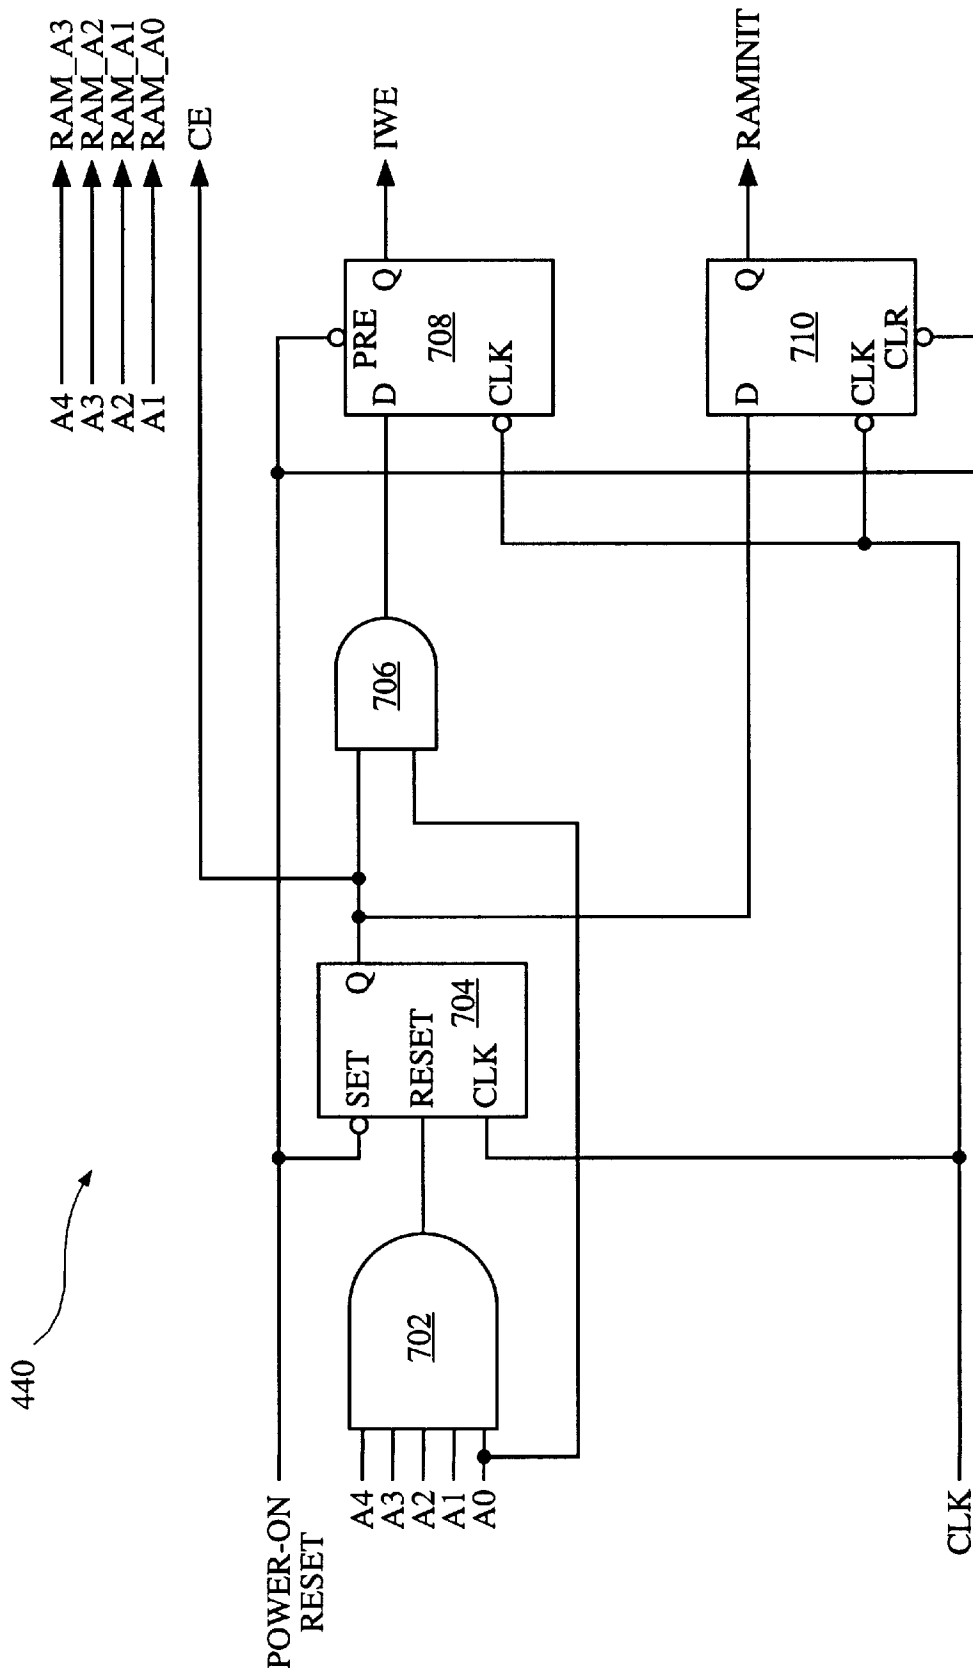 440
POWER-ON
RESET
A4
A3
A2
A1
A0
CLK
702
SET
RESET
CLK
Q
704
706
PRE
D
Q
CLK
708
D
Q
CLK
CLR
710
A4
A3
A2
A1
RAM_A3
RAM_A2
RAM_A1
RAM_A0
CE
IWE
RAMINIT